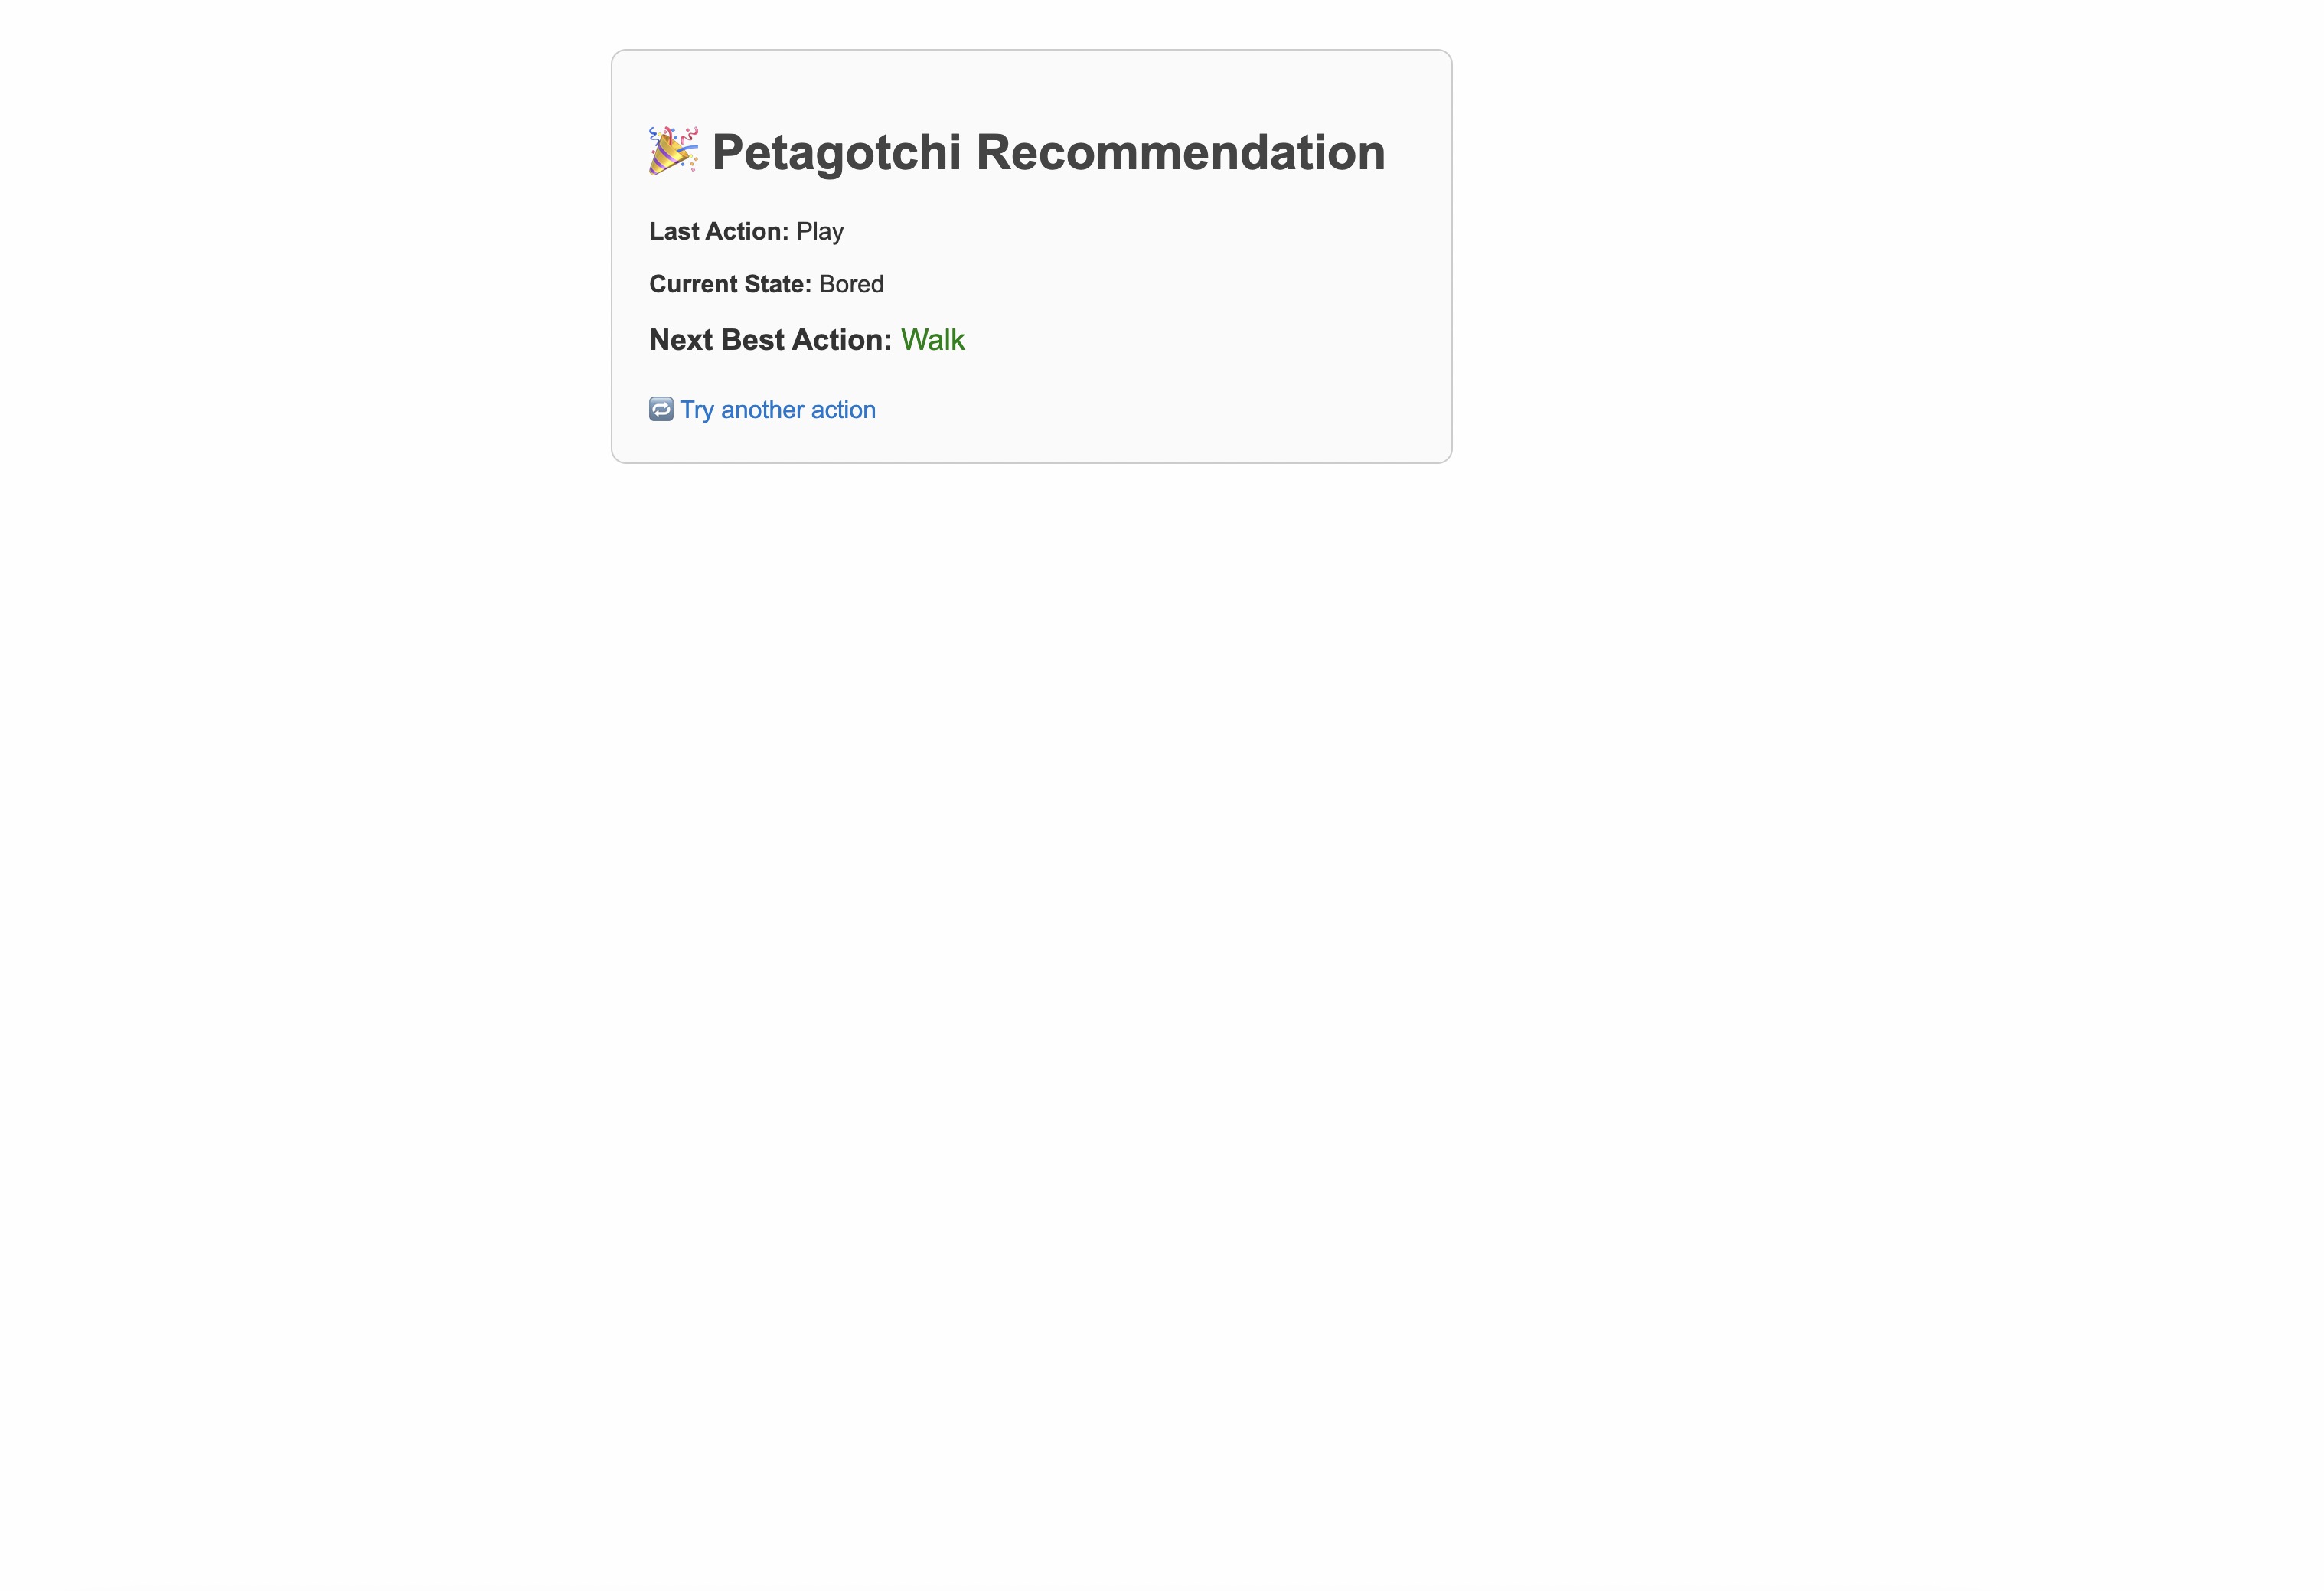 🎉 Petagotchi Recommendation
Last Action: Play
Current State: Bored
Next Best Action: Walk
🔁 Try another action